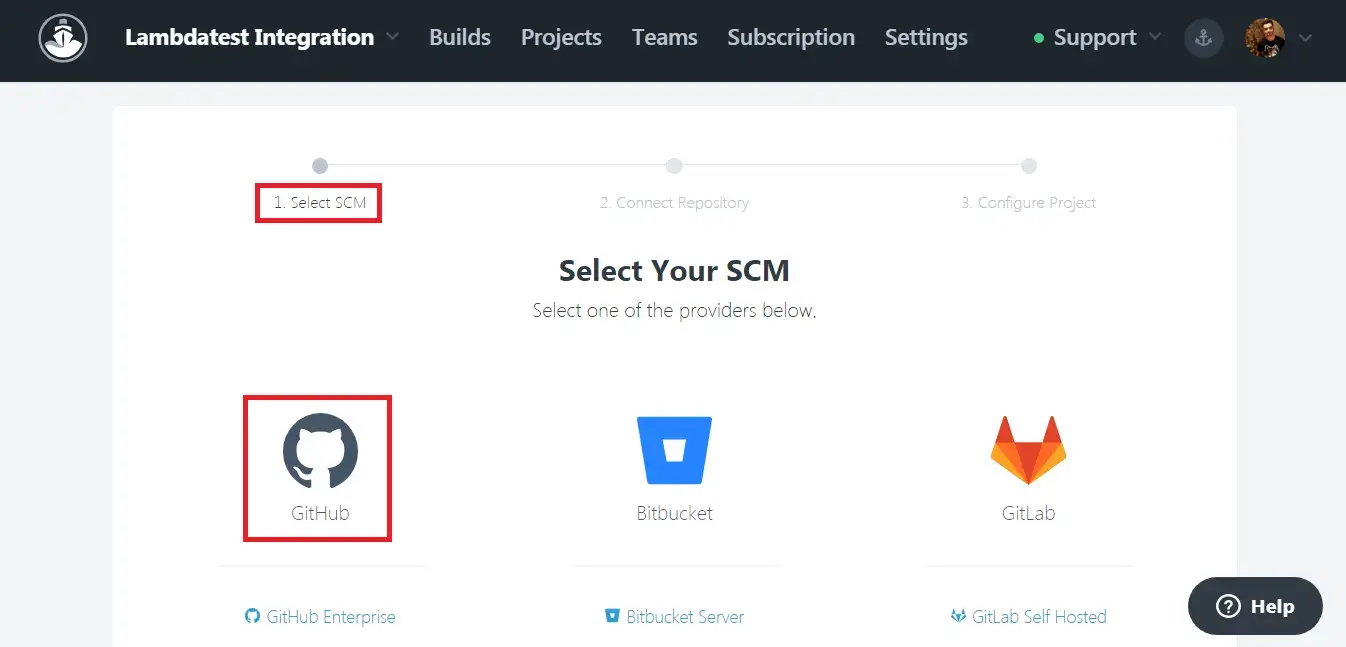 Lambdatest Integration Builds Projects Teams Subscription Settings Support
1. Select SCM 2. Connect Repository 3. Configure Project
Select Your SCM
Select one of the providers below.
GitHub Bitbucket GitLab
GitHub Enterprise Bitbucket Server GitLab Self Hosted
Help